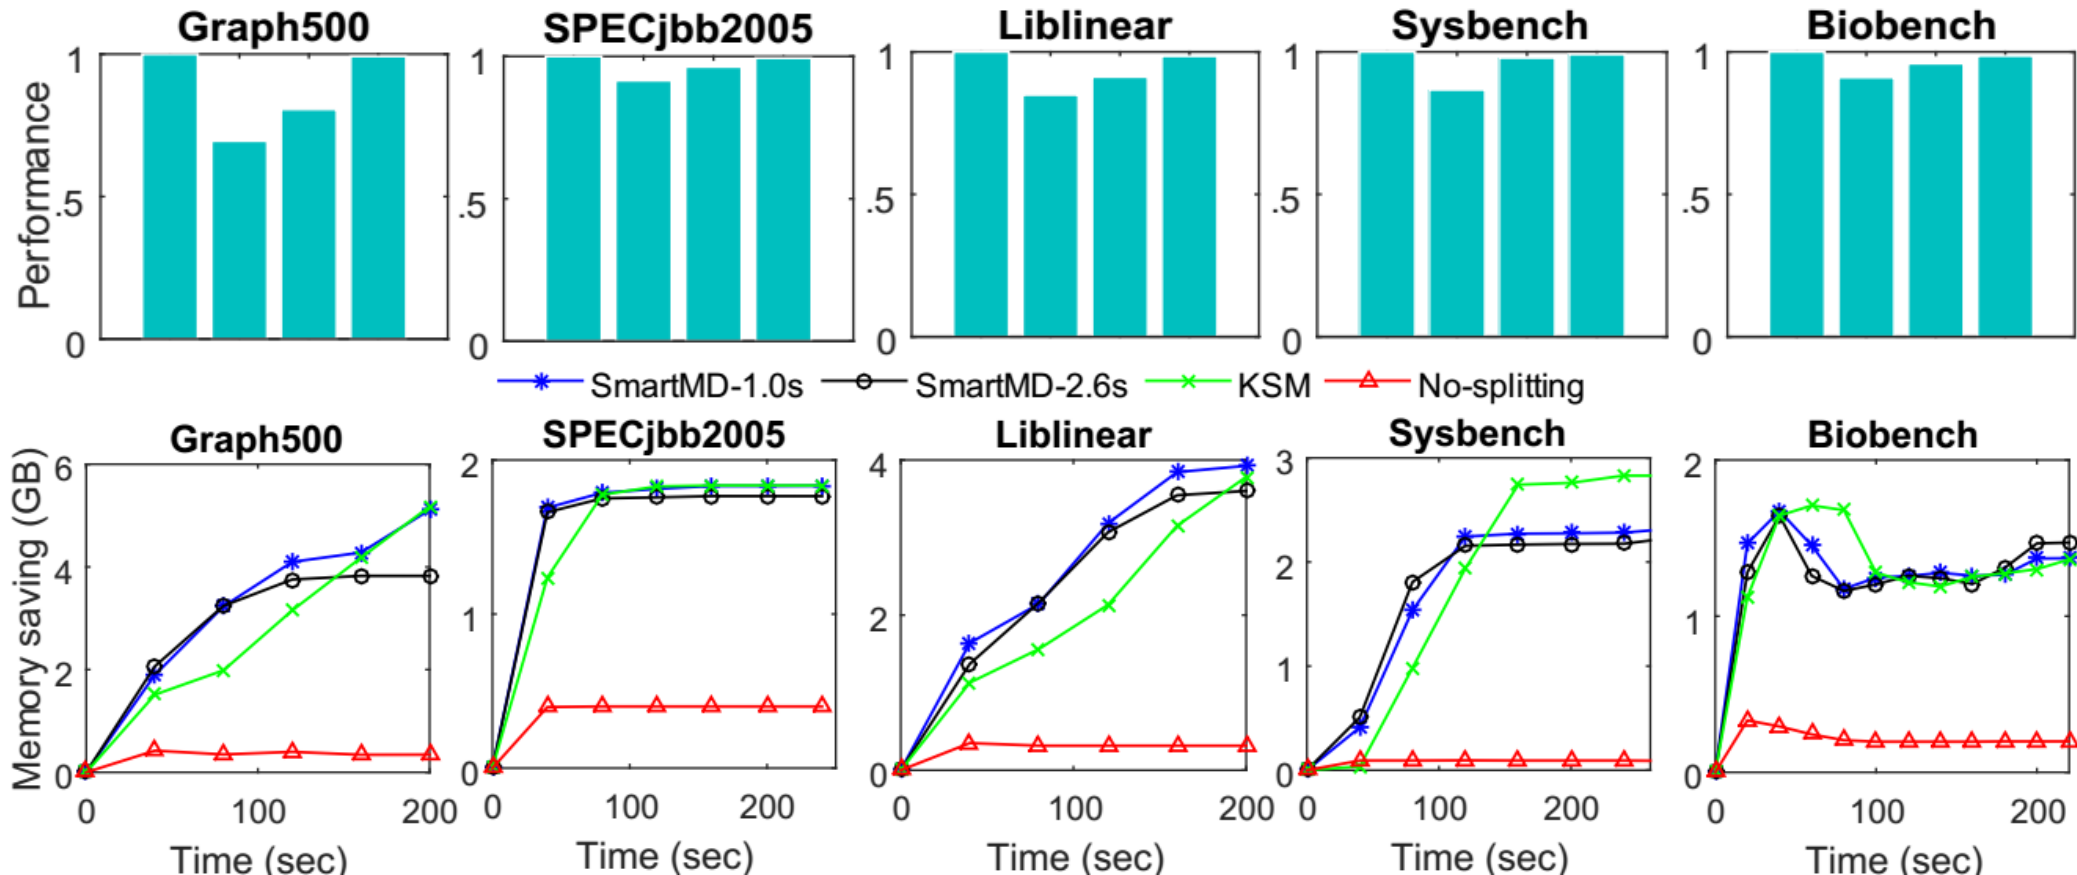 Graph500 SPECjbb2005 Liblinear Sysbench Biobench
Performance
1 .5 0
1 .5 0
1 .5 0
1 .5 0
1 .5 0
SmartMD-1.0s SmartMD-2.6s KSM No-splitting
Graph500 SPECjbb2005 Liblinear Sysbench Biobench
Memory saving (GB)
6 4 2 0
2 1 0
4 2 0
3 2 1 0
2 1 0
0 100 200 0 100 200 0 100 200 0 100 200 0 100 200
Time (sec) Time (sec) Time (sec) Time (sec) Time (sec)